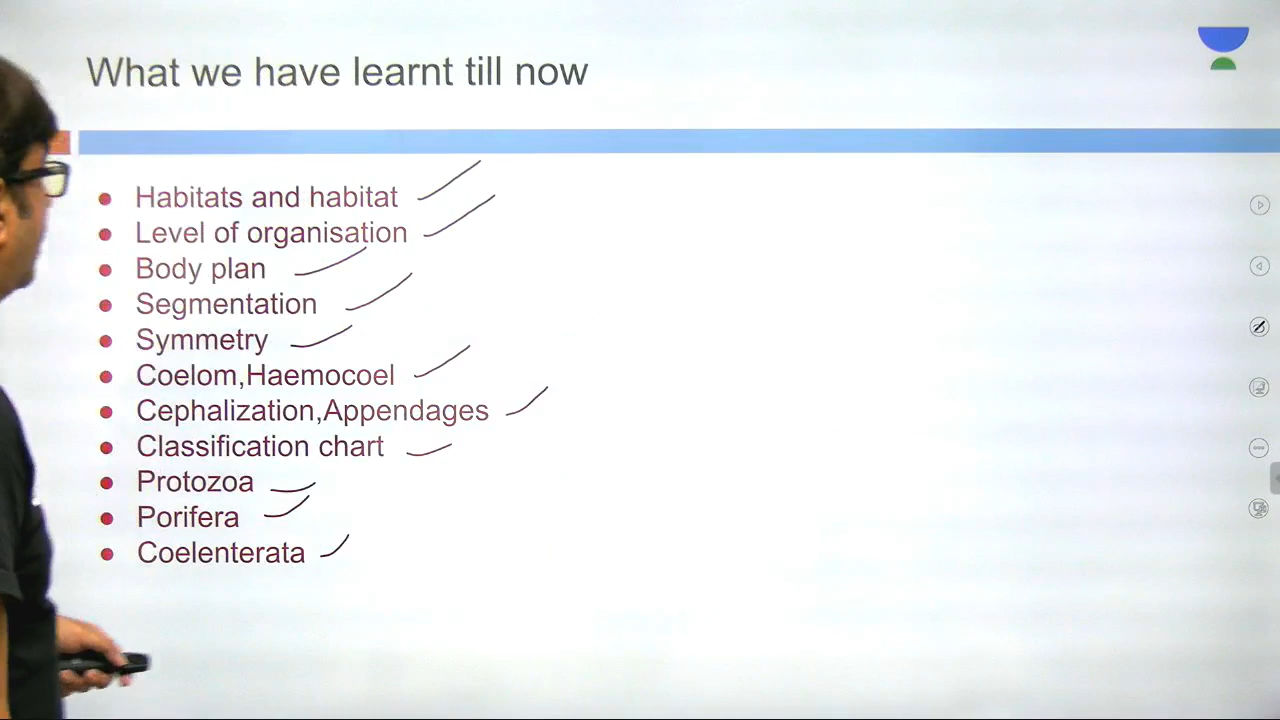 What we have learnt till now
Habitats and habitat
Level of organisation
Body plan
Segmentation
Symmetry
Coelom,Haemocoel
Cephalization,Appendages
Classification chart
Protozoa
Porifera
Coelenterata